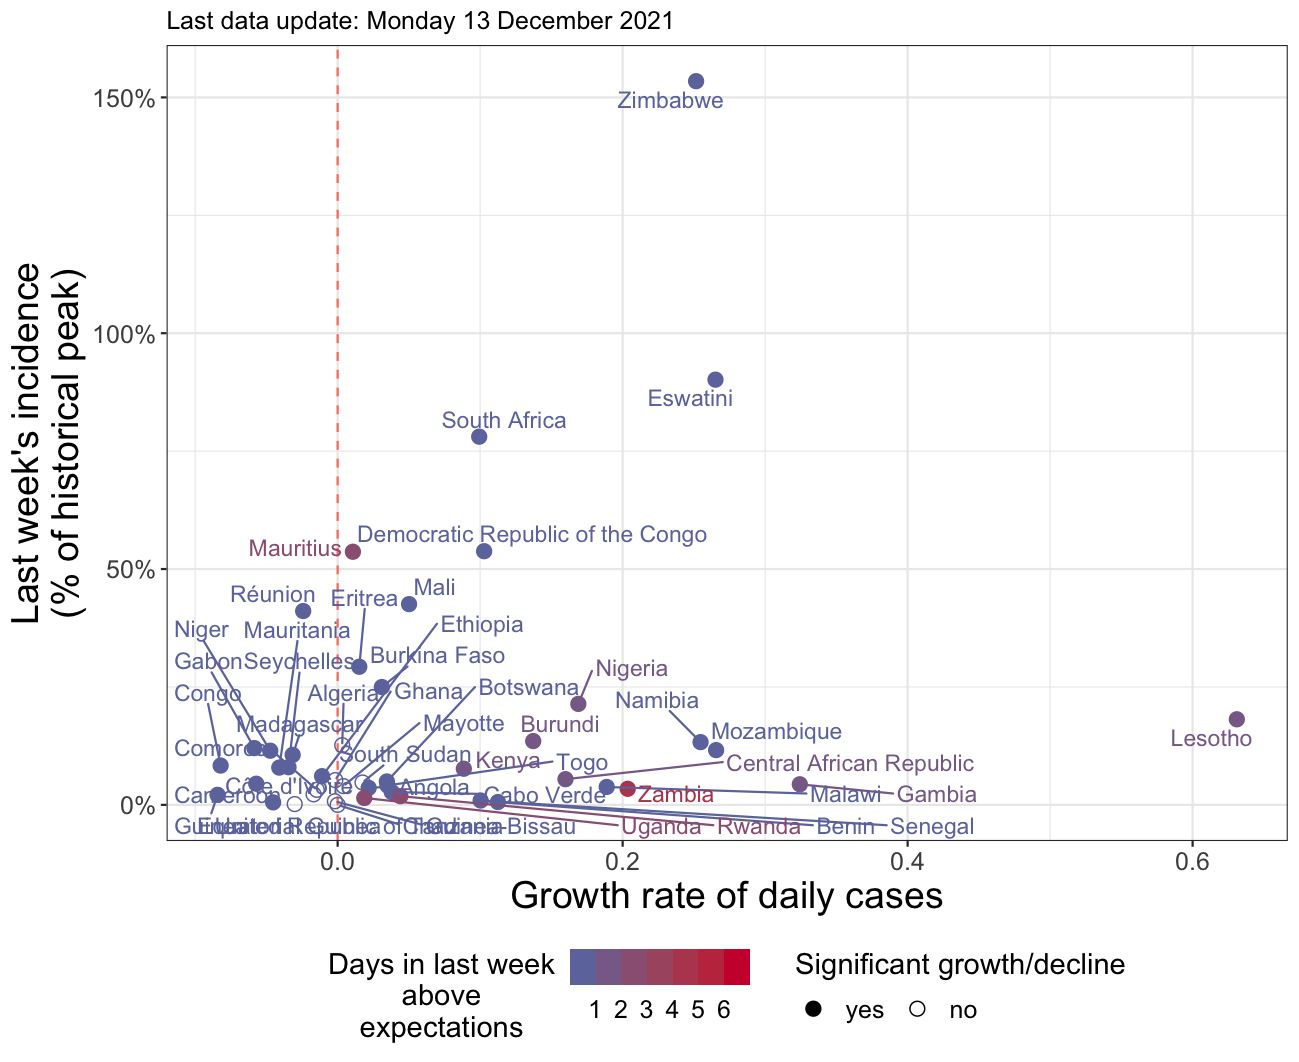 Last data update: Monday 13 December 2021
Last week's incidence
(% of historical peak)
150%
100%
50%
0%
Zimbabwe
Eswatini
South Africa
Democratic Republic of the Congo
Mauritius
Mali
Réunion
Eritrea
Niger
Mauritania
Ethiopia
Gabon
Seychelles
Burkina Faso
Nigeria
Congo
Algeria
Ghana
Botswana
Namibia
Madagascar
Mayotte
Burundi
Mozambique
Lesotho
Comoros
South Sudan
Kenya
Togo
Central African Republic
Côte d'Ivoire
Angola
Cameroon
Cabo Verde
Zambia
Malawi
Gambia
Guinea-Bissau
Uganda
Rwanda
Benin
Senegal
0.0
0.2
0.4
0.6
Growth rate of daily cases
Days in last week
above
expectations
1 2 3 4 5 6
Significant growth/decline
yes
no